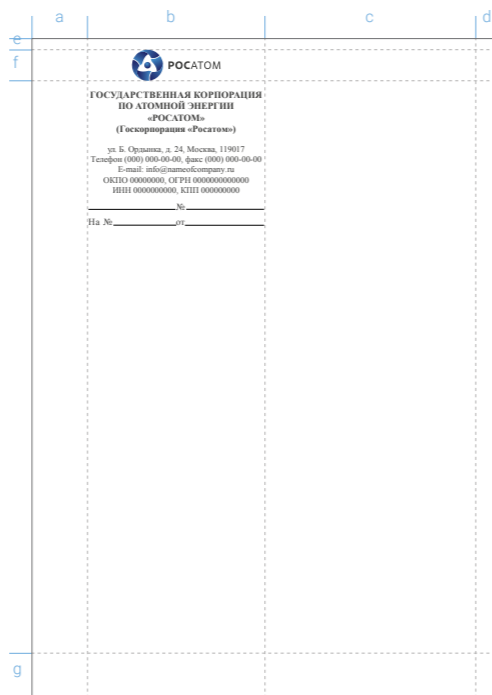 a b c d
e
f
РОСАТОМ
ГОСУДАРСТВЕННАЯ КОРПОРАЦИЯ
ПО АТОМНОЙ ЭНЕРГИИ
«РОСАТОМ»
(Госкорпорация «Росатом»)
ул. Б. Ордынка, д. 24, Москва, 119017
Телефон (000) 000-00-00, факс (000) 000-00-00
E-mail: info@nameofcompany.ru
ОКПО 00000000, ОГРН 0000000000000
ИНН 0000000000, КПП 000000000
№
На № от
g